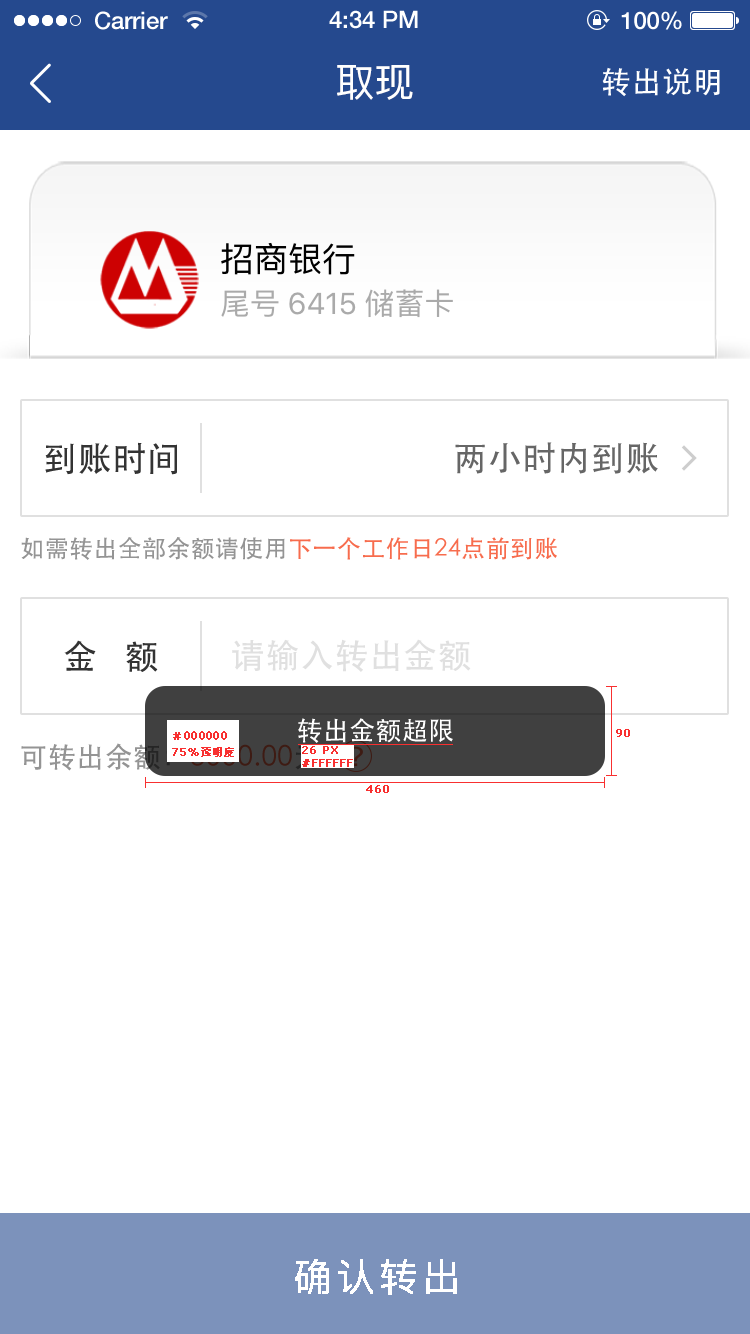 Carrier 4:34 PM 100%
取现 转出说明
招商银行
尾号 6415 储蓄卡
到账时间 两小时内到账
如需转出全部余额请使用下一个工作日24点前到账
金 额 请输入转出金额
转出金额超限
#000000
75%透明度
26 PX
#FFFFFF
90
可转出余额
460
确认转出